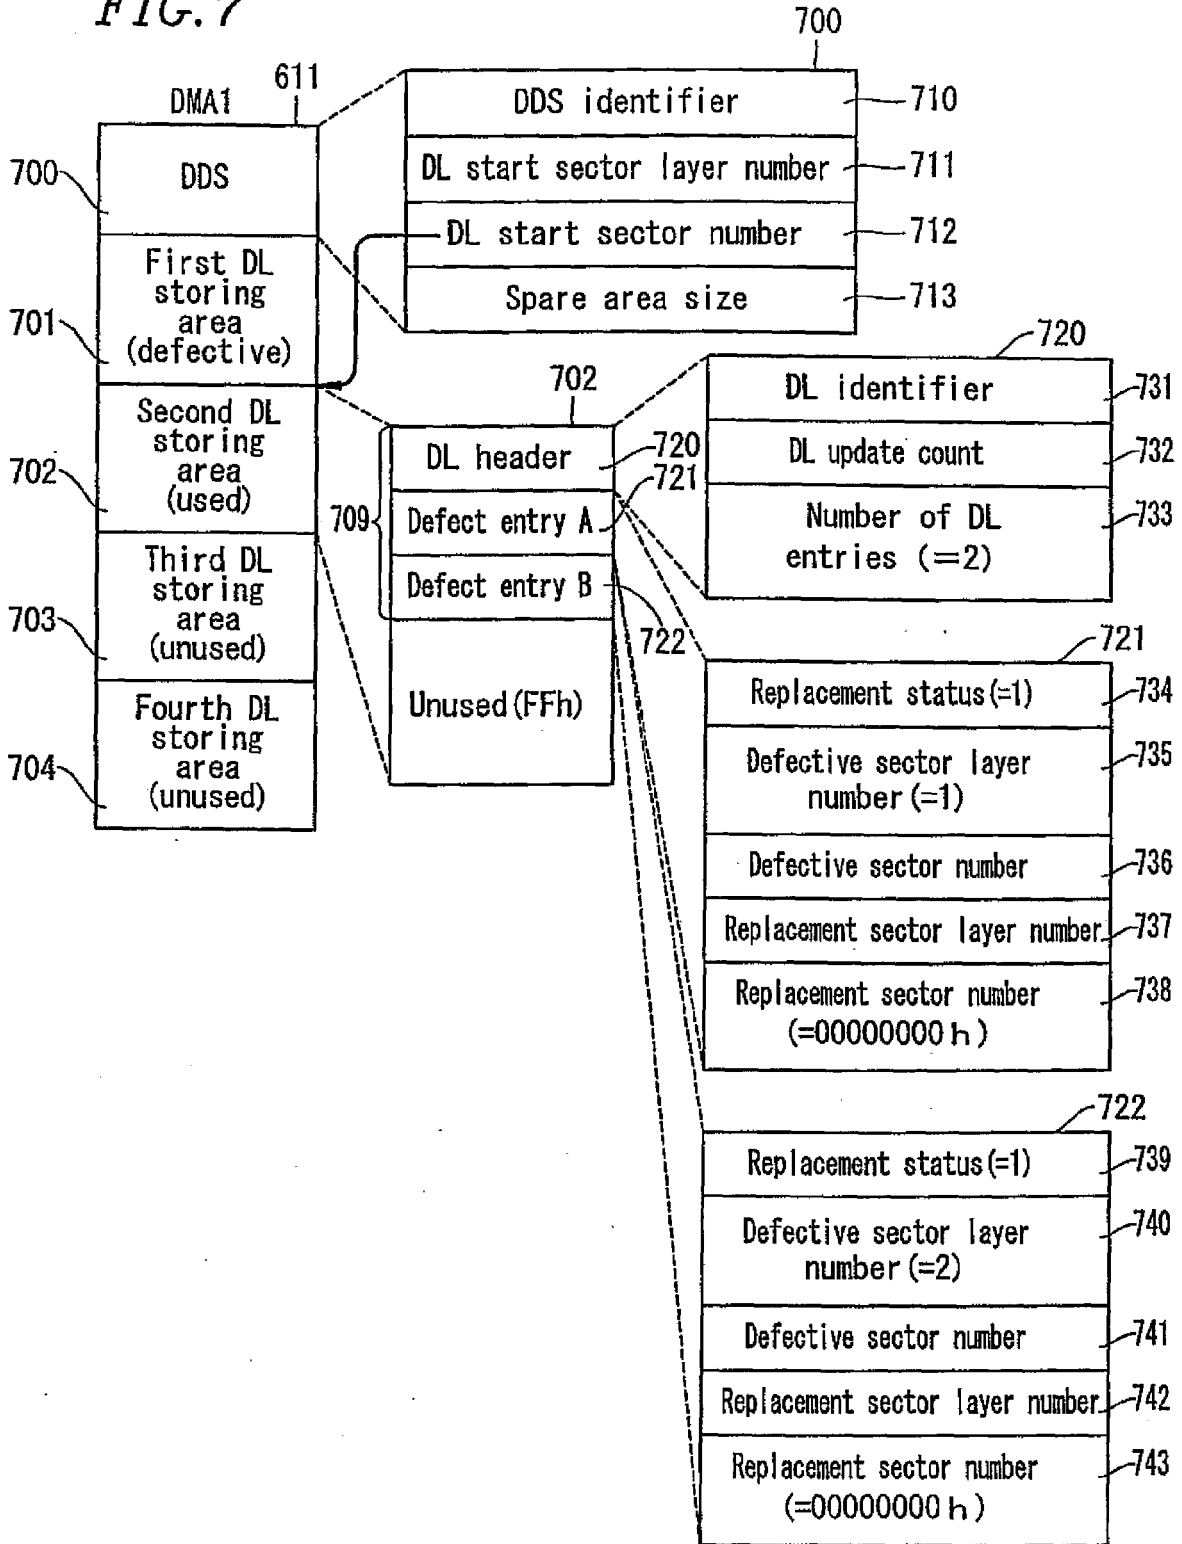 FIG. 7
DMA1
611
700
DDS
701
First DL
storing
area
(defective)
702
Second DL
storing
area
(used)
703
Third DL
storing
area
(unused)
704
Fourth DL
storing
area
(unused)
700
DDS identifier
710
DL start sector layer number
711
DL start sector number
712
Spare area size
713
702
709
DL header
720
Defect entry A
721
Defect entry B
722
Unused(FFh)
720
DL identifier
731
DL update count
732
Number of DL
entries (=2)
733
721
Replacement status(=1)
734
Defective sector layer
number(=1)
735
Defective sector number
736
Replacement sector layer number
737
Replacement sector number
(=00000000h)
738
722
Replacement status(=1)
739
Defective sector layer
number(=2)
740
Defective sector number
741
Replacement sector layer number
742
Replacement sector number
(=00000000h)
743